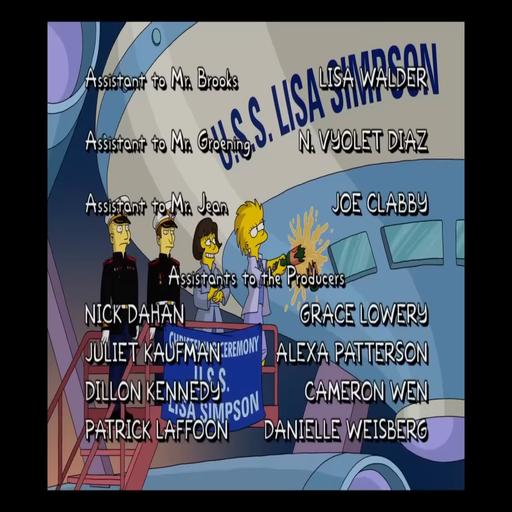 U.S.S. LISA SIMPSON
Assistant to Mr. Brooks LISA WALDER
Assistant to Mr. Groening N. VYOLET DIAZ
Assistant to Mr. Jean JOE CLABBY
Assistants to the Producers
NICK DAHAN GRACE LOWERY
JULIET KAUFMAN ALEXA PATTERSON
DILLON KENNEDY CAMERON WEN
PATRICK LAFFOON DANIELLE WEISBERG
CHRISTENING CEREMONY
U.S.S.
LISA SIMPSON